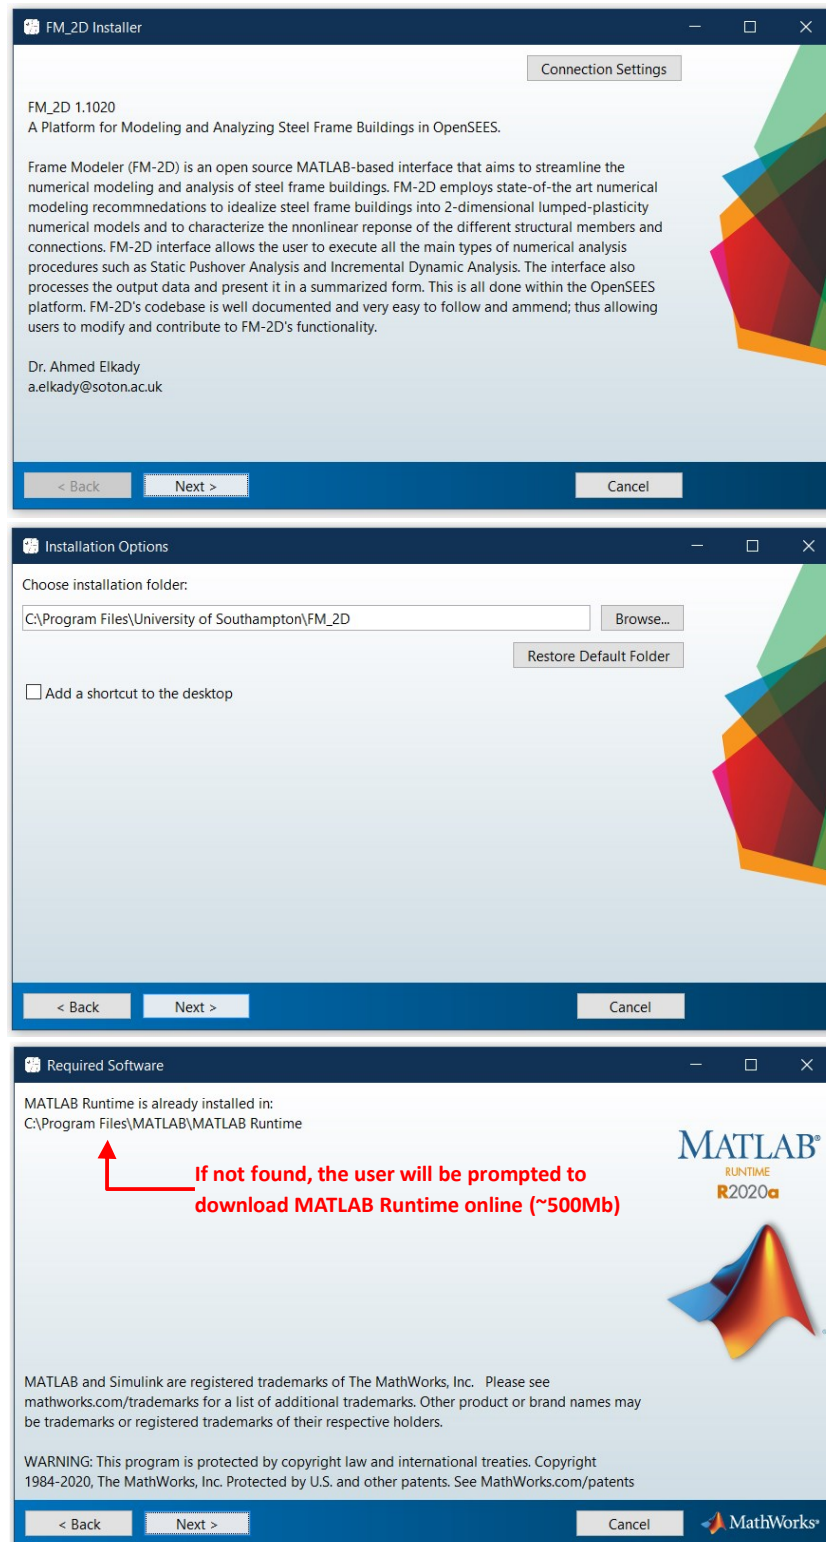 FM_2D Installer
Connection Settings
FM_2D 1.1020
A Platform for Modeling and Analyzing Steel Frame Buildings in OpenSEES.
Frame Modeler (FM-2D) is an open source MATLAB-based interface that aims to streamline the
numerical modeling and analysis of steel frame buildings. FM-2D employs state-of-the art numerical
modeling recommnedations to idealize steel frame buildings into 2-dimensional lumped-plasticity
numerical models and to characterize the nnonlinear reponse of the different structural members and
connections. FM-2D interface allows the user to execute all the main types of numerical analysis
procedures such as Static Pushover Analysis and Incremental Dynamic Analysis. The interface also
processes the output data and present it in a summarized form. This is all done within the OpenSEES
platform. FM-2D's codebase is well documented and very easy to follow and ammend; thus allowing
users to modify and contribute to FM-2D's functionality.
Dr. Ahmed Elkady
a.elkady@soton.ac.uk
< Back Next > Cancel
Installation Options
Choose installation folder:
C:\Program Files\University of Southampton\FM_2D Browse...
Restore Default Folder
Add a shortcut to the desktop
< Back Next > Cancel
Required Software
MATLAB Runtime is already installed in:
C:\Program Files\MATLAB\MATLAB Runtime
If not found, the user will be prompted to
download MATLAB Runtime online (~500Mb)
MATLAB®
RUNTIME
R2020a
MATLAB and Simulink are registered trademarks of The MathWorks, Inc. Please see
mathworks.com/trademarks for a list of additional trademarks. Other product or brand names may
be trademarks or registered trademarks of their respective holders.
WARNING: This program is protected by copyright law and international treaties. Copyright
1984-2020, The MathWorks, Inc. Protected by U.S. and other patents. See MathWorks.com/patents
< Back Next > Cancel MathWorks®